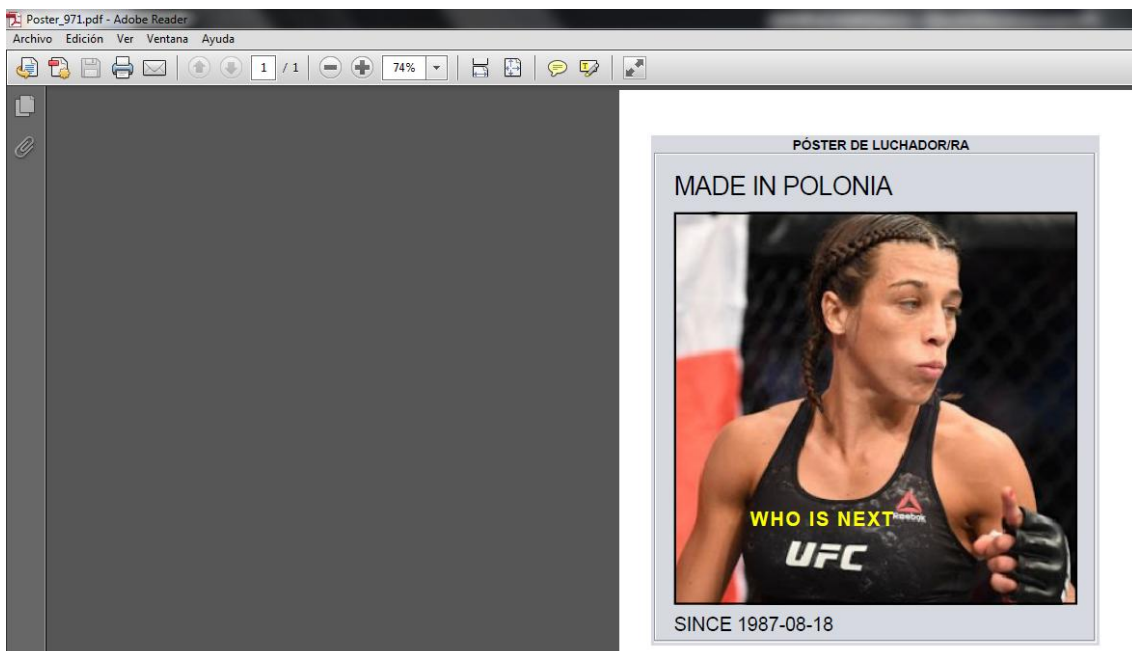 Poster_971.pdf - Adobe Reader
Archivo Edición Ver Ventana Ayuda
1 / 1 74%
PÓSTER DE LUCHADOR/RA
MADE IN POLONIA
Reebok
WHO IS NEXT
UFC
SINCE 1987-08-18